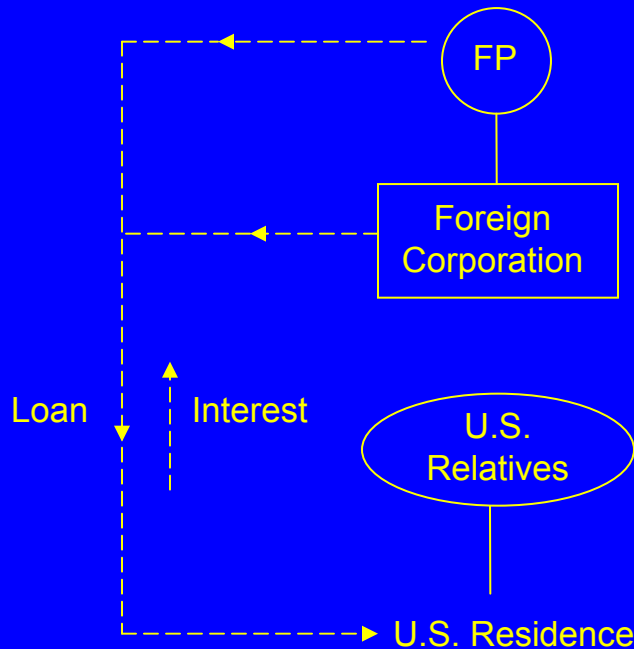 FP
Foreign
Corporation
Loan
Interest
U.S.
Relatives
U.S. Residence